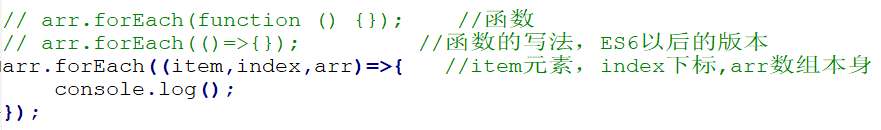 // arr.forEach(function () {});    //函数
// arr.forEach(()=>{});        //函数的写法，ES6以后的版本
arr.forEach((item,index,arr)=>{   //item元素，index下标,arr数组本身
    console.log();
});